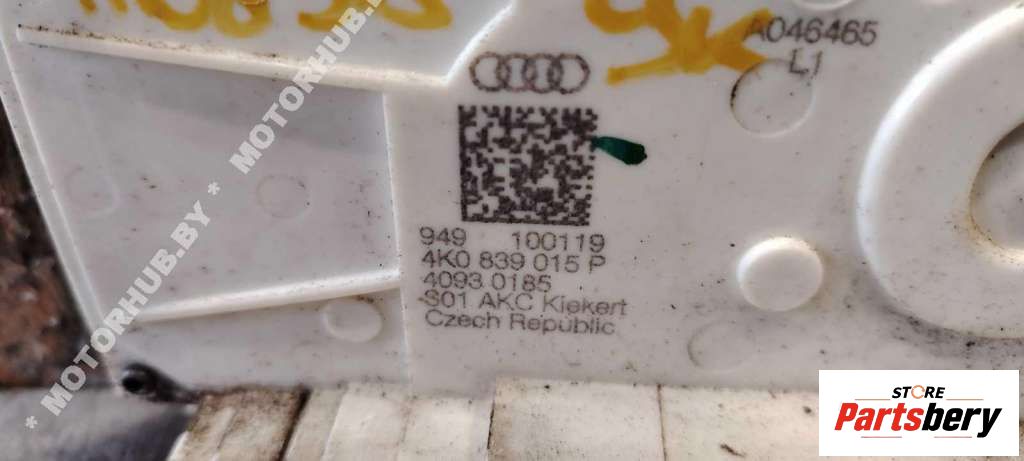 A046465
L1
949 100119
4K0 839 015 P
4093 0185
S01 AKC Kiekert
Czech Republic
* MOTORHUB.BY * MOTORHUB.BY
STORE
Partsbery